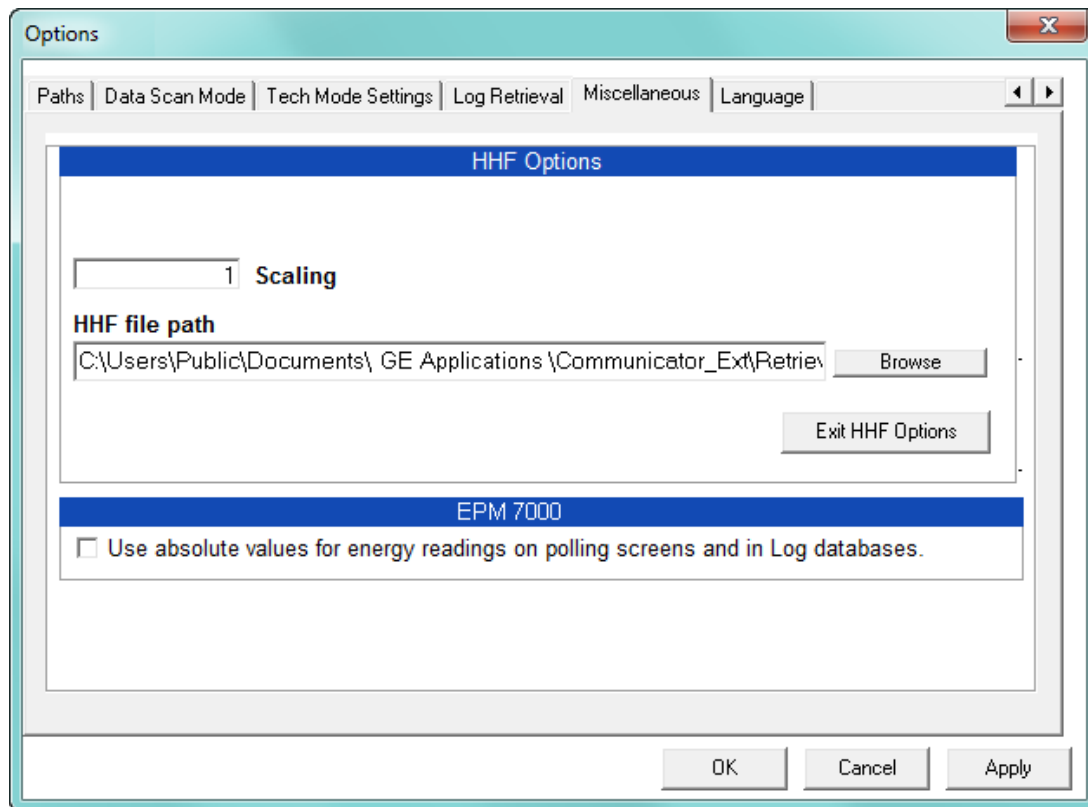 Options
Paths Data Scan Mode Tech Mode Settings Log Retrieval Miscellaneous Language
HHF Options
1 Scaling
HHF file path
C:\Users\Public\Documents\ GE Applications \Communicator_Ext\Retriev Browse
Exit HHF Options
EPM 7000
Use absolute values for energy readings on polling screens and in Log databases.
OK Cancel Apply